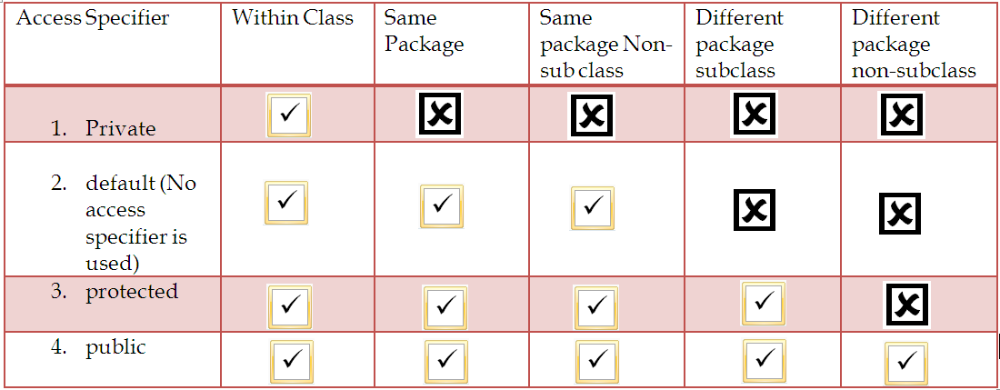 Access Specifier
Within Class
Same
Package
Same
package Non-
sub class
Different
package
subclass
Different
package
non-subclass
1. Private
2. default (No
access
specifier is
used)
3. protected
4. public